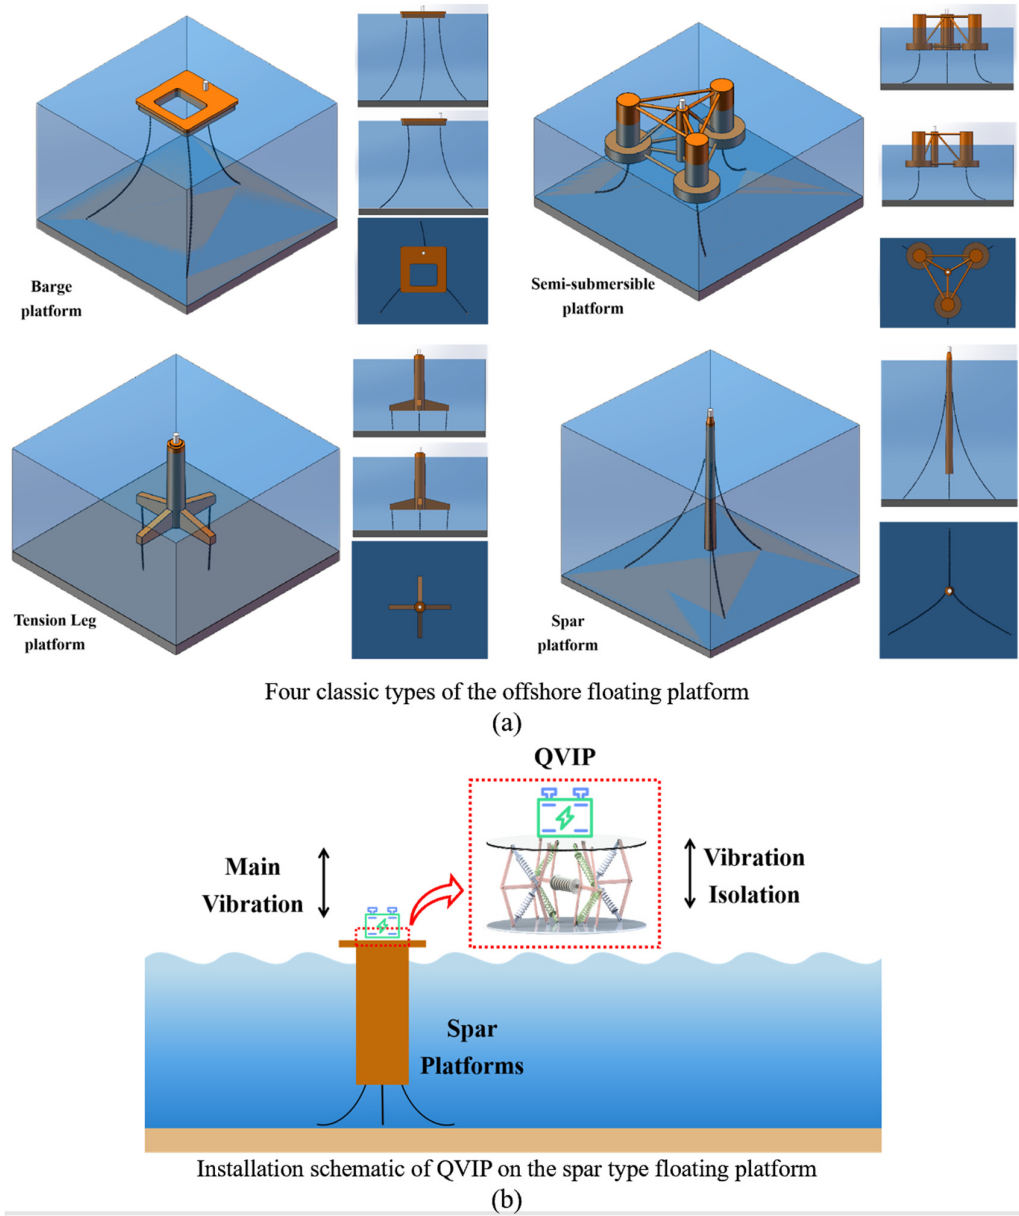 Barge
platform
Semi-submersible
platform
Tension Leg
platform
Spar
platform
Four classic types of the offshore floating platform
(a)
QVIP
Main
Vibration
Vibration
Isolation
Spar
Platforms
Installation schematic of QVIP on the spar type floating platform
(b)